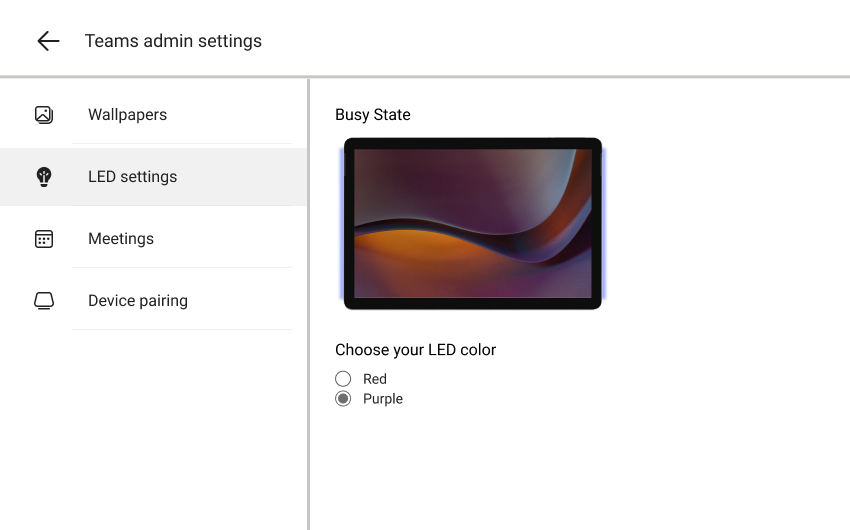 Teams admin settings
Wallpapers
LED settings
Meetings
Device pairing
Busy State
Choose your LED color
Red
Purple